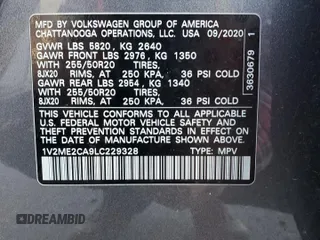 MFD BY VOLKSWAGEN GROUP OF AMERICA
CHATTANOOGA OPERATIONS, LLC. USA 09/2020
GVWR LBS 5820, KG 2640
GAWR FRONT LBS 2976, KG 1350
WITH 255/50R20 TIRES,
8JX20 RIMS, AT 250 KPA, 36 PSI COLD
GAWR REAR LBS 2954, KG 1340
WITH 255/50R20 TIRES,
8JX20 RIMS, AT 250 KPA, 36 PSI COLD
THIS VEHICLE CONFORMS TO ALL APPLICABLE
U.S. FEDERAL MOTOR VEHICLE SAFETY,
BUMPER, AND THEFT PREVENTION
STANDARDS IN EFFECT ON THE
DATE OF MANUFACTURE SHOWN ABOVE.
1V2ME2CA9LC229328 TYPE: MPV
3630679 1
DREAMBID